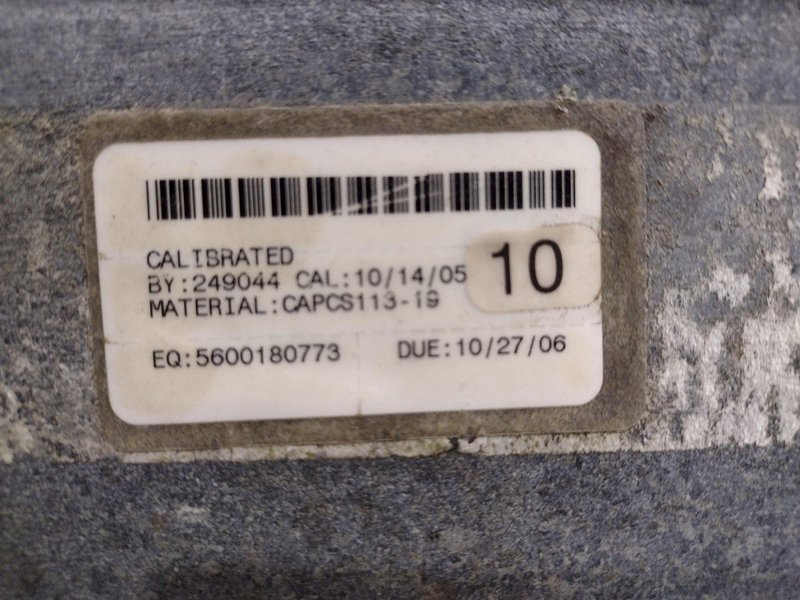 CALIBRATED
BY:249044 CAL:10/14/05
10
MATERIAL:CAPCS113-19
EQ:5600180773 DUE:10/27/06